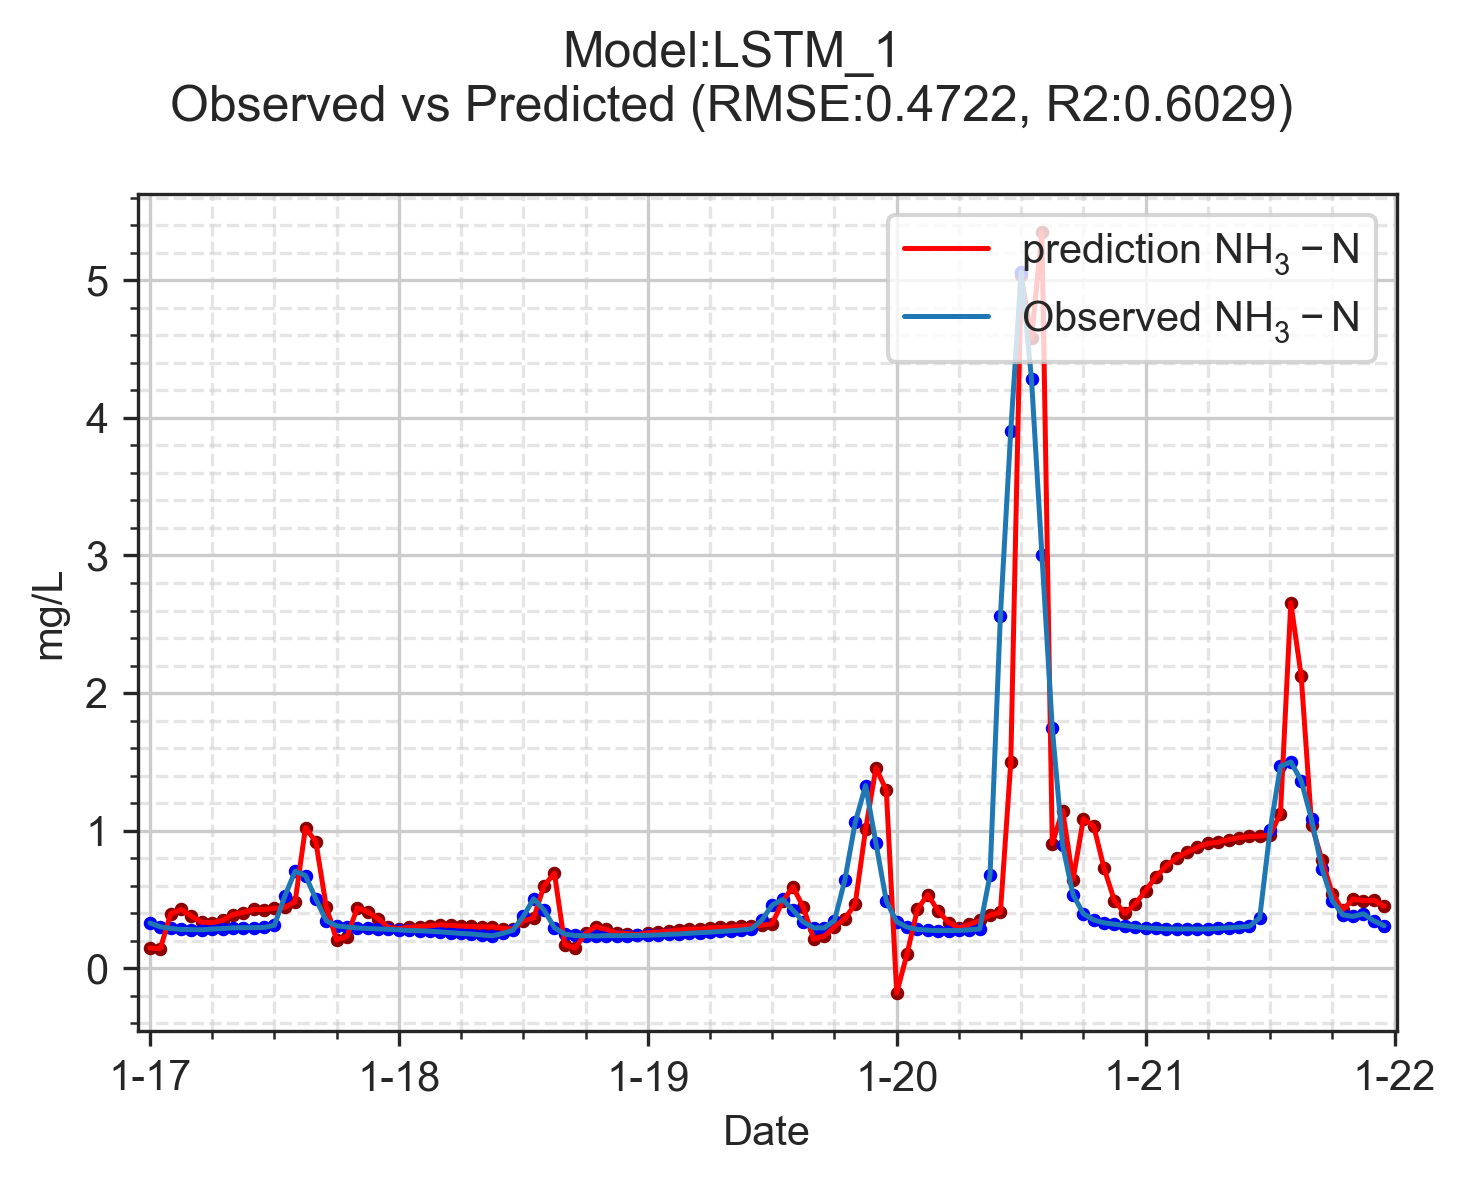 Model:LSTM_1
Observed vs Predicted (RMSE:0.4722, R2:0.6029)
prediction NH₃ − N
Observed NH₃ − N
5
4
3
2
1
0
mg/L
1-17 1-18 1-19 1-20 1-21 1-22
Date